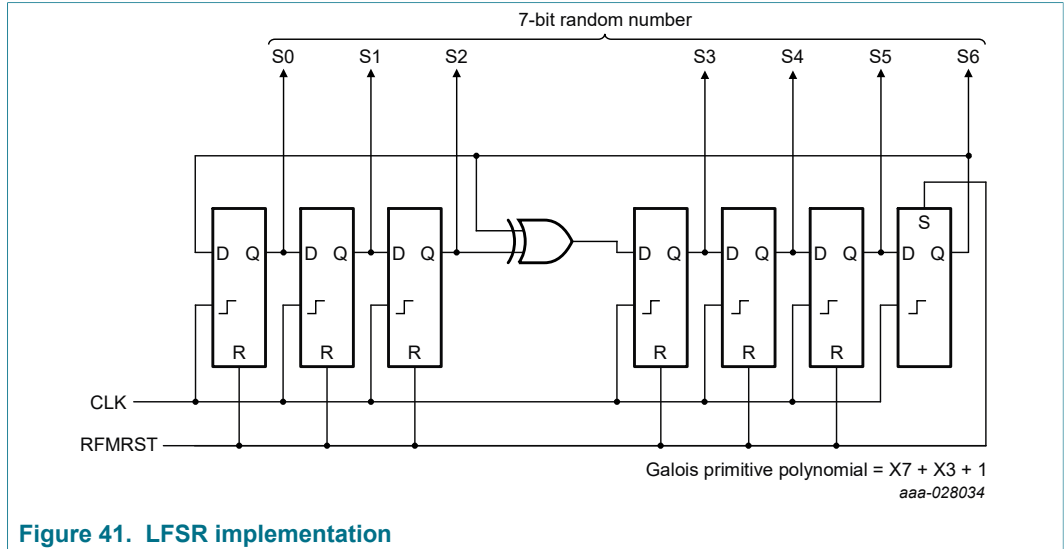 7-bit random number
S0 S1 S2 S3 S4 S5 S6
S
D Q D Q D Q D Q D Q D Q D Q
R R R R R R
CLK
RFMRST
Galois primitive polynomial = X7 + X3 + 1
aaa-028034
Figure 41. LFSR implementation